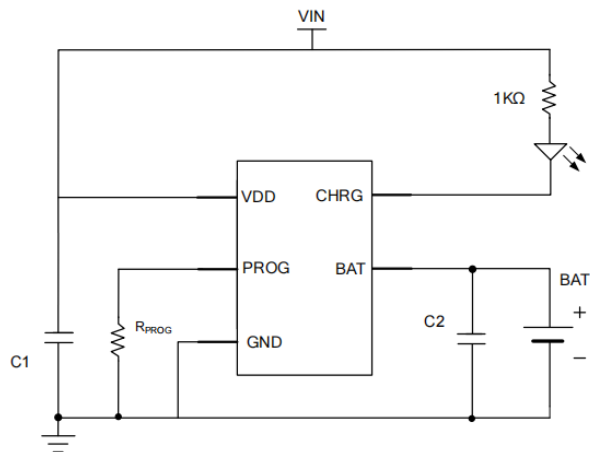 VIN
1KΩ
VDD
CHRG
PROG
BAT
BAT
+
RPROG
C2
GND
C1
−